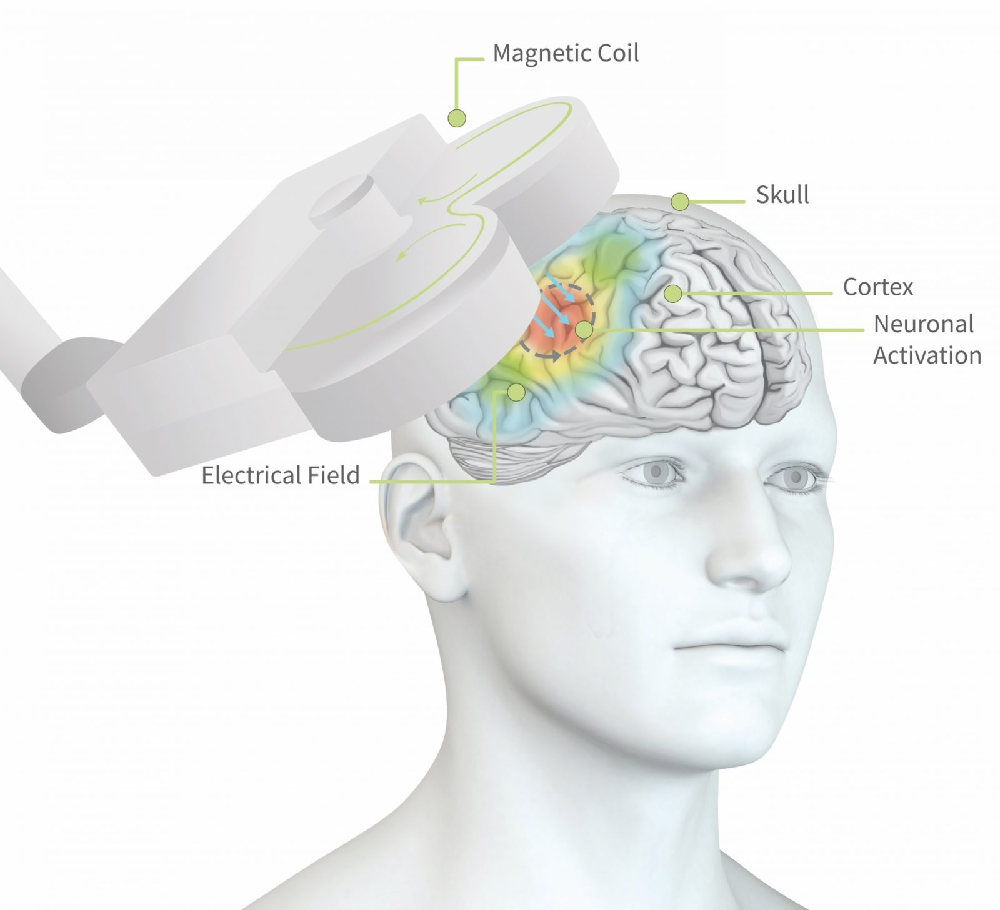 Magnetic Coil
Skull
Cortex
Neuronal
Activation
Electrical Field